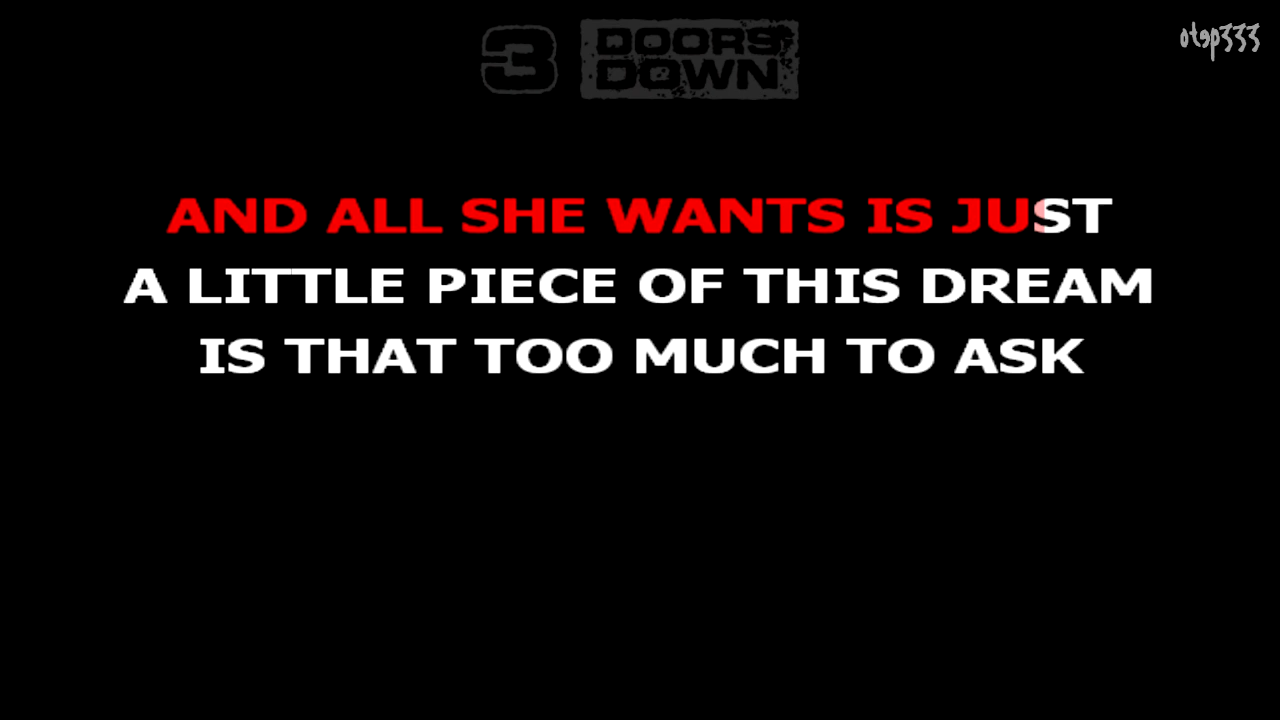 3 DOORS DOWN
otop333
AND ALL SHE WANTS IS JUST
A LITTLE PIECE OF THIS DREAM
IS THAT TOO MUCH TO ASK